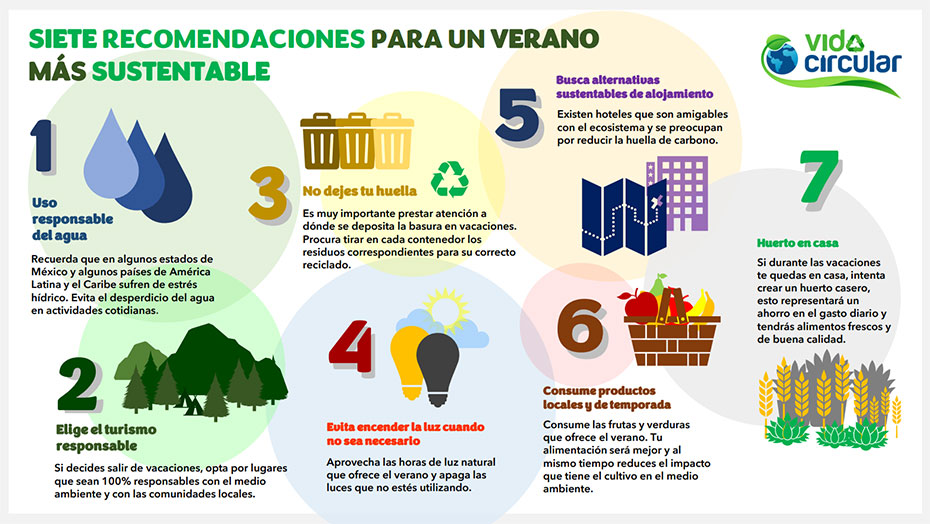 SIETE RECOMENDACIONES PARA UN VERANO
MÁS SUSTENTABLE
vida
circular
1
Uso
responsable
del agua
Recuerda que en algunos estados de
México y algunos países de América
Latina y el Caribe sufren de estrés
hídrico. Evita el desperdicio del agua
en actividades cotidianas.
2
Elige el turismo
responsable
Si decides salir de vacaciones, opta por lugares
que sean 100% responsables con el medio
ambiente y con las comunidades locales.
3
No dejes tu huella
Es muy importante prestar atención a
dónde se deposita la basura en vacaciones.
Procura tirar en cada contenedor los
residuos correspondientes para su correcto
reciclado.
4
Evita encender la luz cuando
no sea necesario
Aprovecha las horas de luz natural
que ofrece el verano y apaga las
luces que no estés utilizando.
5
Busca alternativas
sustentables de alojamiento
Existen hoteles que son amigables
con el ecosistema y se preocupan
por reducir la huella de carbono.
6
Consume productos
locales y de temporada
Consume las frutas y verduras
que ofrece el verano. Tu
alimentación será mejor y al
mismo tiempo reduces el impacto
que tiene el cultivo en el medio
ambiente.
7
Huerto en casa
Si durante las vacaciones
te quedas en casa, intenta
crear un huerto casero,
esto representará un
ahorro en el gasto diario y
tendrás alimentos frescos y
de buena calidad.